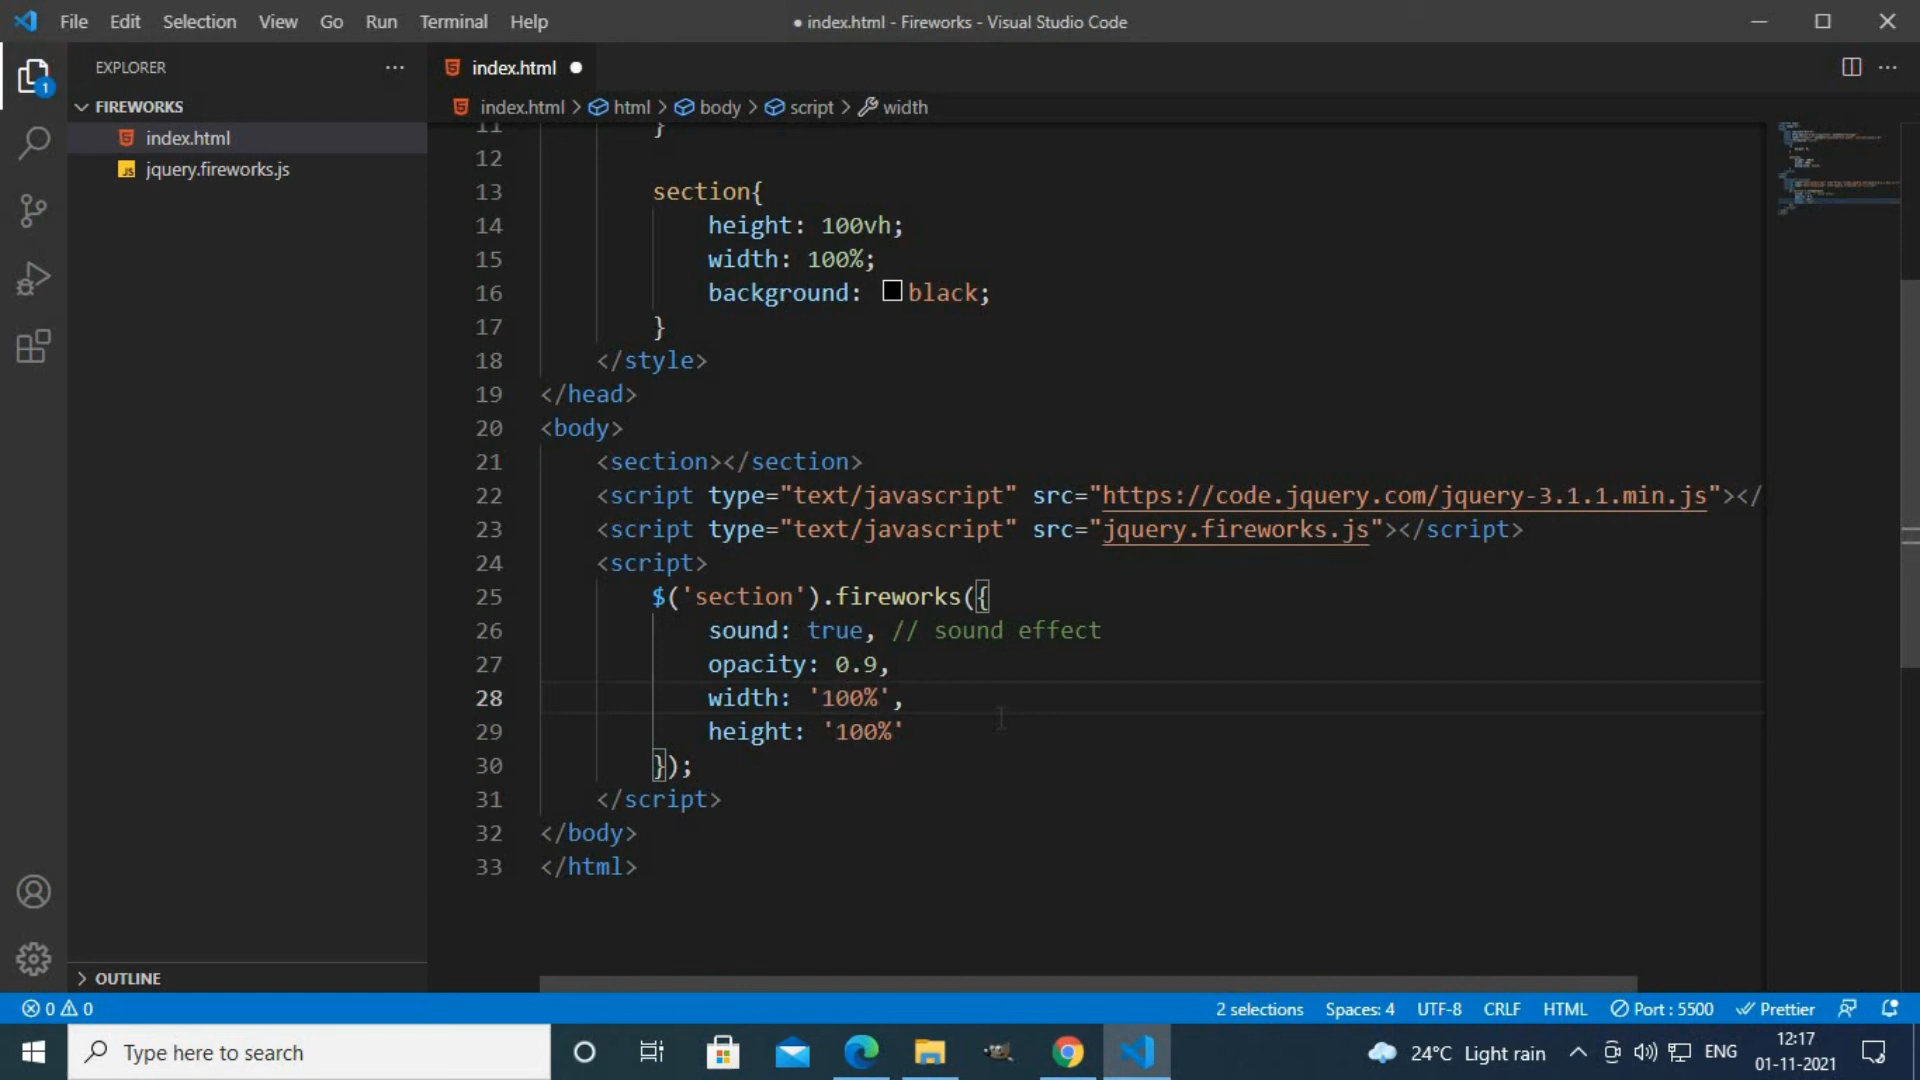 File Edit Selection View Go Run Terminal Help
● index.html - Fireworks - Visual Studio Code
EXPLORER
FIREWORKS
index.html
jquery.fireworks.js
OUTLINE
index.html
index.html > html > body > script > width
11 }
12
13 section{
14 height: 100vh;
15 width: 100%;
16 background: black;
17 }
18 </style>
19 </head>
20 <body>
21 <section></section>
22 <script type="text/javascript" src="https://code.jquery.com/jquery-3.1.1.min.js"></
23 <script type="text/javascript" src="jquery.fireworks.js"></script>
24 <script>
25 $('section').fireworks({
26 sound: true, // sound effect
27 opacity: 0.9,
28 width: '100%',
29 height: '100%'
30 });
31 </script>
32 </body>
33 </html>
0 0 2 selections Spaces: 4 UTF-8 CRLF HTML Port : 5500 Prettier
Type here to search
24°C Light rain
ENG
12:17
01-11-2021
1